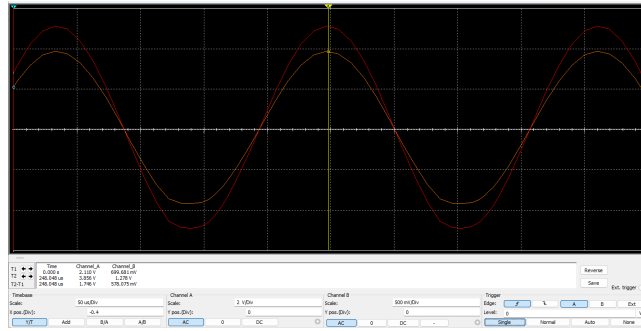 Time Channel_A Channel_B
T1 0.000 s 2.110 V 699.681 mV
T2 248.048 us 3.856 V 1.278 V
T2-T1 248.048 us 1.746 V 578.075 mV
Reverse
Save
Ext. trigger
Timebase
Scale: 50 us/Div
X pos.(Div): -0.4
Y/T Add B/A A/B
Channel A
Scale: 2 V/Div
Y pos.(Div): 0
AC 0 DC
Channel B
Scale: 500 mV/Div
Y pos.(Div): 0
AC 0 DC -
Trigger
Edge: A B Ext
Level: 0
Single Normal Auto None